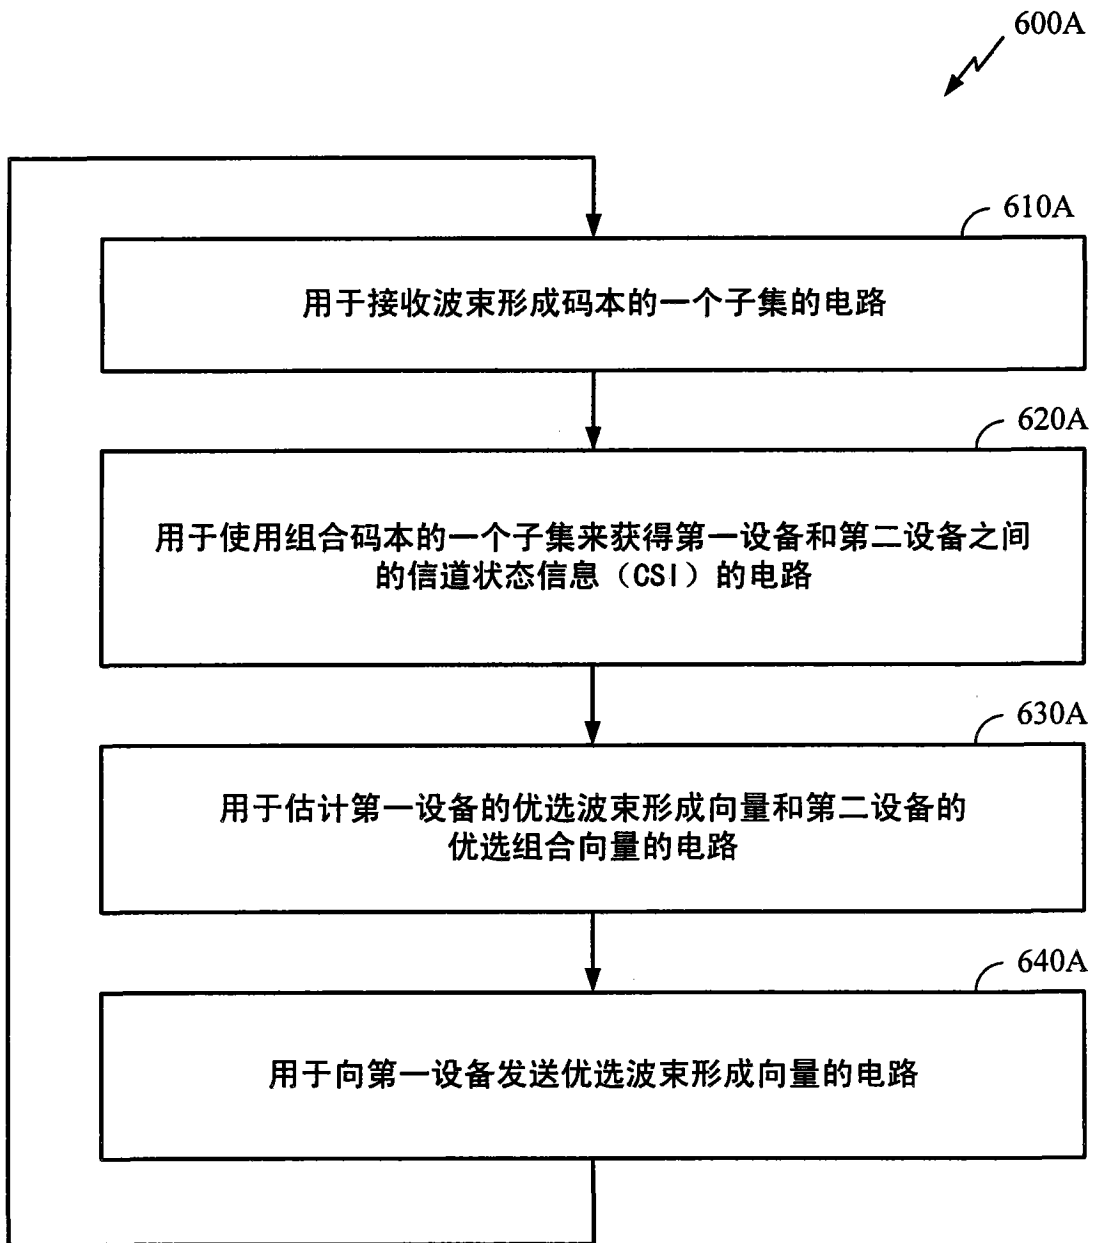 600A
610A
用于接收波束形成码本的一个子集的电路
620A
用于使用组合码本的一个子集来获得第一设备和第二设备之间
的信道状态信息（CSI）的电路
630A
用于估计第一设备的优选波束形成向量和第二设备的
优选组合向量的电路
640A
用于向第一设备发送优选波束形成向量的电路